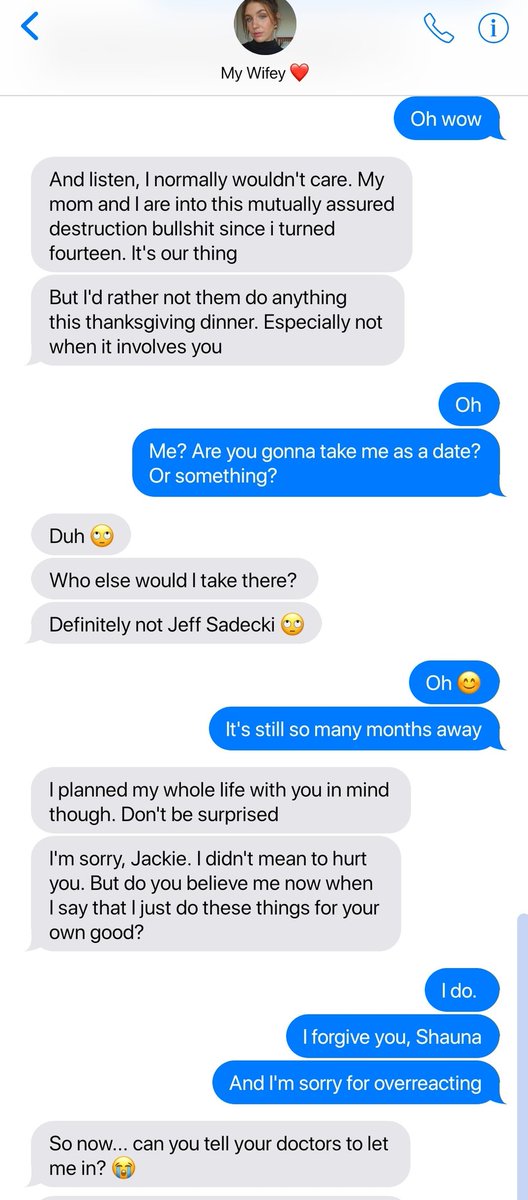 My Wifey ❤️
Oh wow
And listen, I normally wouldn't care. My
mom and I are into this mutually assured
destruction bullshit since i turned
fourteen. It's our thing
But I'd rather not them do anything
this thanksgiving dinner. Especially not
when it involves you
Oh
Me? Are you gonna take me as a date?
Or something?
Duh 🙄
Who else would I take there?
Definitely not Jeff Sadecki 🙄
Oh 😊
It's still so many months away
I planned my whole life with you in mind
though. Don't be surprised
I'm sorry, Jackie. I didn't mean to hurt
you. But do you believe me now when
I say that I just do these things for your
own good?
I do.
I forgive you, Shauna
And I'm sorry for overreacting
So now... can you tell your doctors to let
me in? 😭